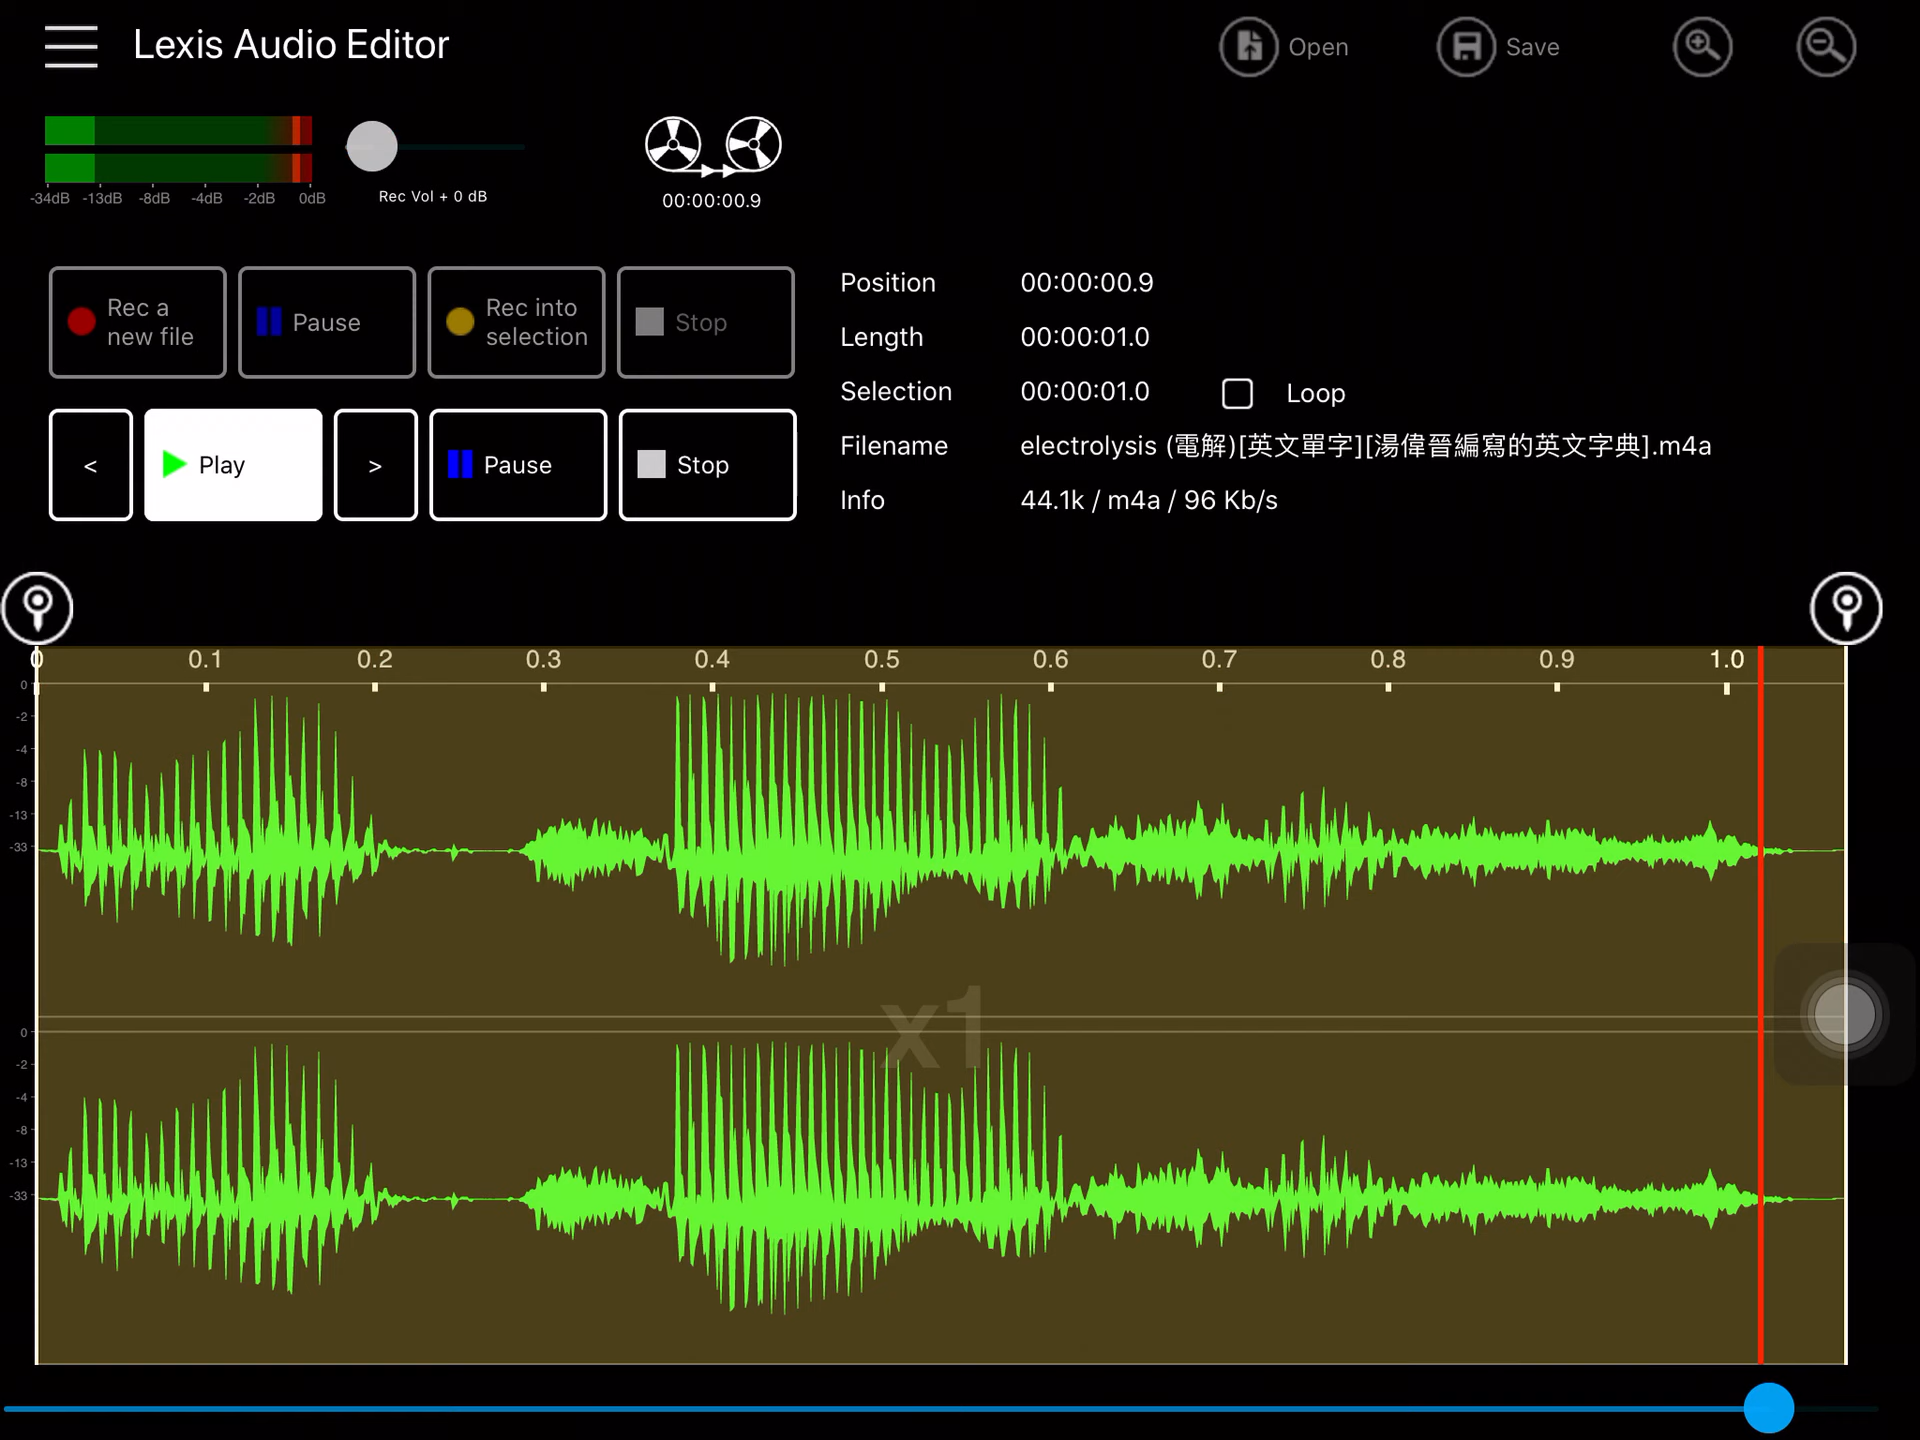 Lexis Audio Editor
Open
Save
-34dB -13dB -8dB -4dB -2dB 0dB
Rec Vol + 0 dB
00:00:00.9
Rec a
new file
Pause
Rec into
selection
Stop
< Play > Pause Stop
Position 00:00:00.9
Length 00:00:01.0
Selection 00:00:01.0 Loop
Filename electrolysis (電解)[英文單字][湯偉晉編寫的英文字典].m4a
Info 44.1k / m4a / 96 Kb/s
0 0.1 0.2 0.3 0.4 0.5 0.6 0.7 0.8 0.9 1.0
0
-2
-4
-8
-13
-33
x1
0
-2
-4
-8
-13
-33